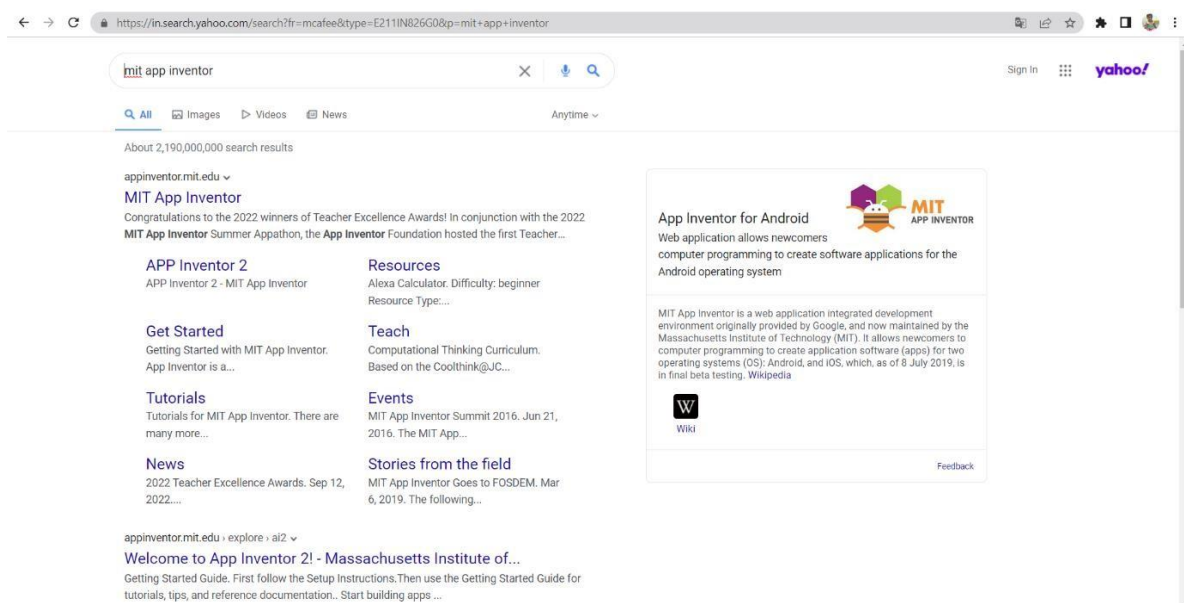 https://in.search.yahoo.com/search?fr=mcafee&type=E211IN826G0&p=mit+app+inventor
mit app inventor
Sign In
yahoo!
All
Images
Videos
News
Anytime
About 2,190,000,000 search results
appinventor.mit.edu
MIT App Inventor
Congratulations to the 2022 winners of Teacher Excellence Awards! In conjunction with the 2022
MIT App Inventor Summer Appathon, the App Inventor Foundation hosted the first Teacher...
APP Inventor 2
APP Inventor 2 - MIT App Inventor
Resources
Alexa Calculator. Difficulty: beginner
Resource Type:...
Get Started
Getting Started with MIT App Inventor.
App Inventor is a...
Teach
Computational Thinking Curriculum.
Based on the Coolthink@JC...
Tutorials
Tutorials for MIT App Inventor. There are
many more...
Events
MIT App Inventor Summit 2016. Jun 21,
2016. The MIT App...
News
2022 Teacher Excellence Awards. Sep 12,
2022....
Stories from the field
MIT App Inventor Goes to FOSDEM. Mar
6, 2019. The following...
appinventor.mit.edu › explore › ai2
Welcome to App Inventor 2! - Massachusetts Institute of...
Getting Started Guide. First follow the Setup Instructions.Then use the Getting Started Guide for
tutorials, tips, and reference documentation.. Start building apps ...
MIT
APP INVENTOR
App Inventor for Android
Web application allows newcomers
computer programming to create software applications for the
Android operating system
MIT App Inventor is a web application integrated development
environment originally provided by Google, and now maintained by the
Massachusetts Institute of Technology (MIT). It allows newcomers to
computer programming to create application software (apps) for two
operating systems (OS): Android, and iOS, which, as of 8 July 2019, is
in final beta testing. Wikipedia
W
Wiki
Feedback